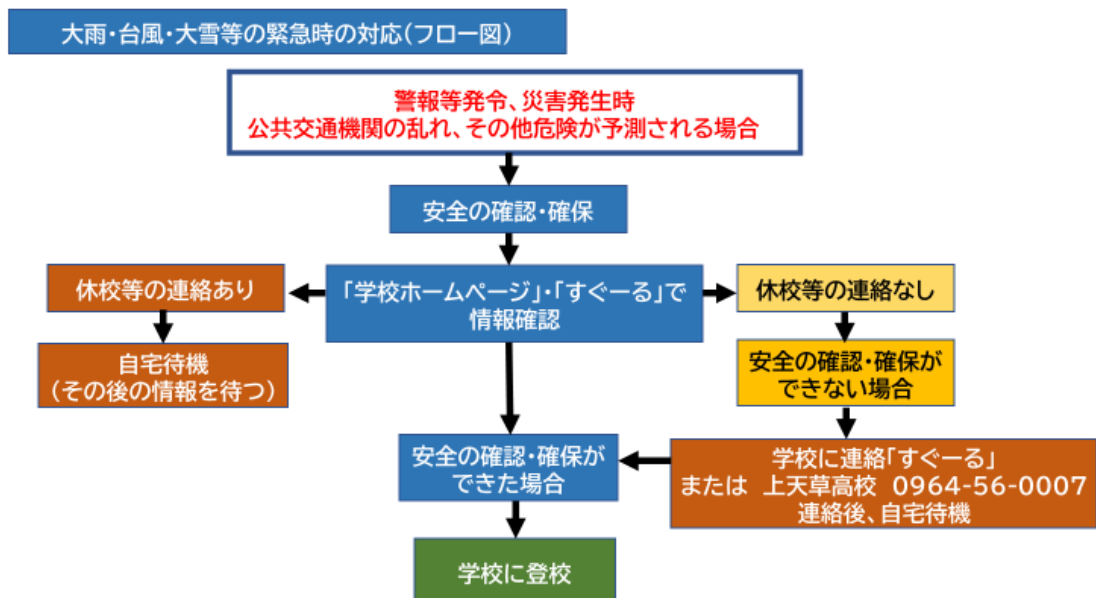 大雨・台風・大雪等の緊急時の対応(フロー図)
警報等発令、災害発生時
公共交通機関の乱れ、その他危険が予測される場合
安全の確認・確保
休校等の連絡あり
「学校ホームページ」・「すぐーる」で
情報確認
休校等の連絡なし
自宅待機
(その後の情報を待つ)
安全の確認・確保が
できない場合
安全の確認・確保が
できた場合
学校に連絡「すぐーる」
または 上天草高校 0964-56-0007
連絡後、自宅待機
学校に登校